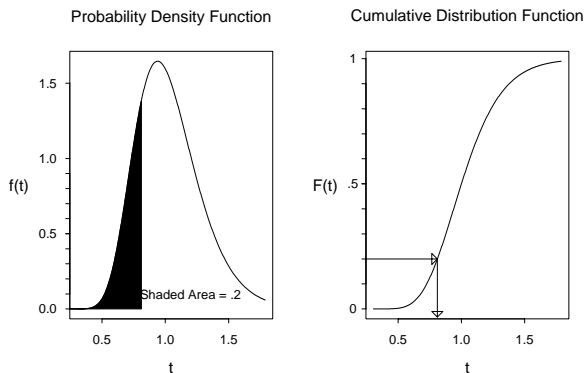 Probability Density Function
f(t)
1.5
1.0
0.5
0.0
Shaded Area = .2
0.5 1.0 1.5
t
Cumulative Distribution Function
F(t)
1
.5
0
0.5 1.0 1.5
t